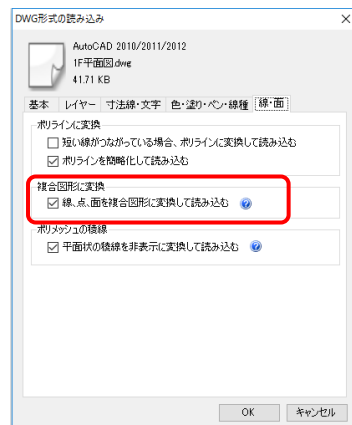 DWG形式の読み込み
AutoCAD 2010/2011/2012
1F平面図.dwg
41.71 KB
基本 レイヤー 寸法線・文字 色・塗り・ペン・線種 線・面
ポリラインに変換
短い線がつながっている場合、ポリラインに変換して読み込む
ポリラインを簡略化して読み込む
複合図形に変換
線、点、面を複合図形に変換して読み込む
ポリメッシュの稜線
平面状の稜線を非表示に変換して読み込む
OK キャンセル